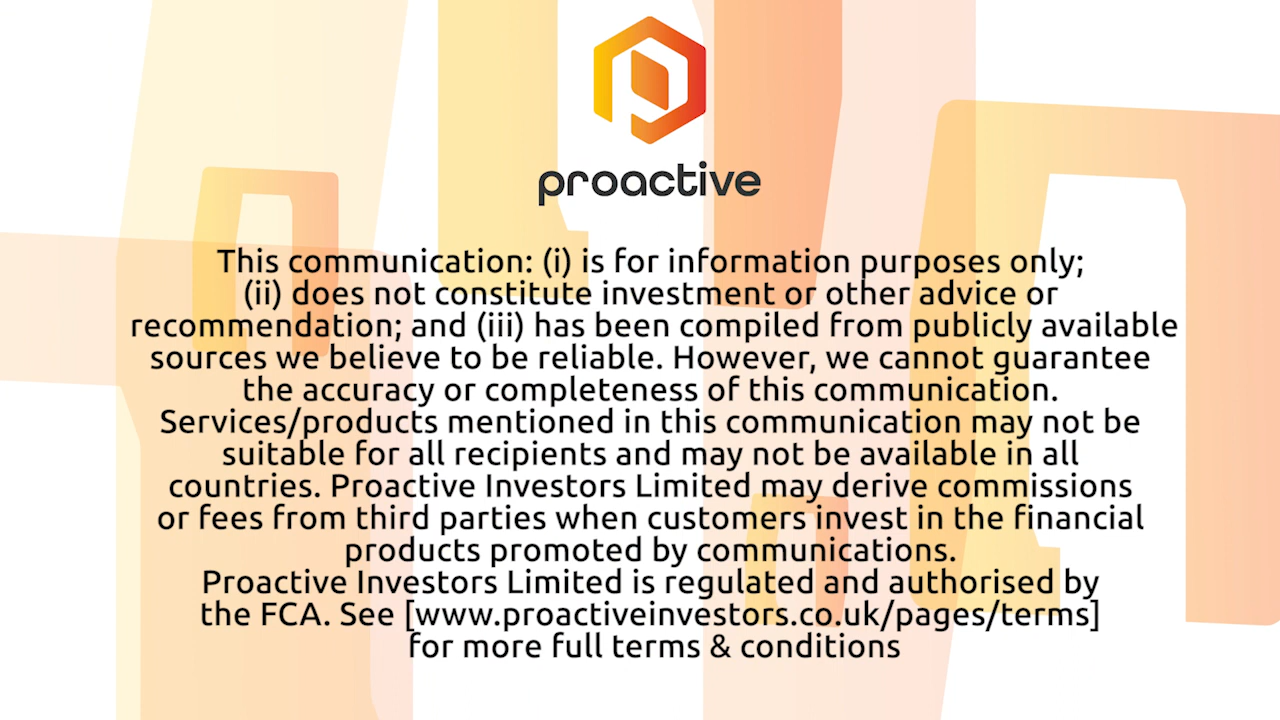 proactive
This communication: (i) is for information purposes only;
(ii) does not constitute investment or other advice or
recommendation; and (iii) has been compiled from publicly available
sources we believe to be reliable. However, we cannot guarantee
the accuracy or completeness of this communication.
Services/products mentioned in this communication may not be
suitable for all recipients and may not be available in all
countries. Proactive Investors Limited may derive commissions
or fees from third parties when customers invest in the financial
products promoted by communications.
Proactive Investors Limited is regulated and authorised by
the FCA. See [www.proactiveinvestors.co.uk/pages/terms]
for more full terms & conditions